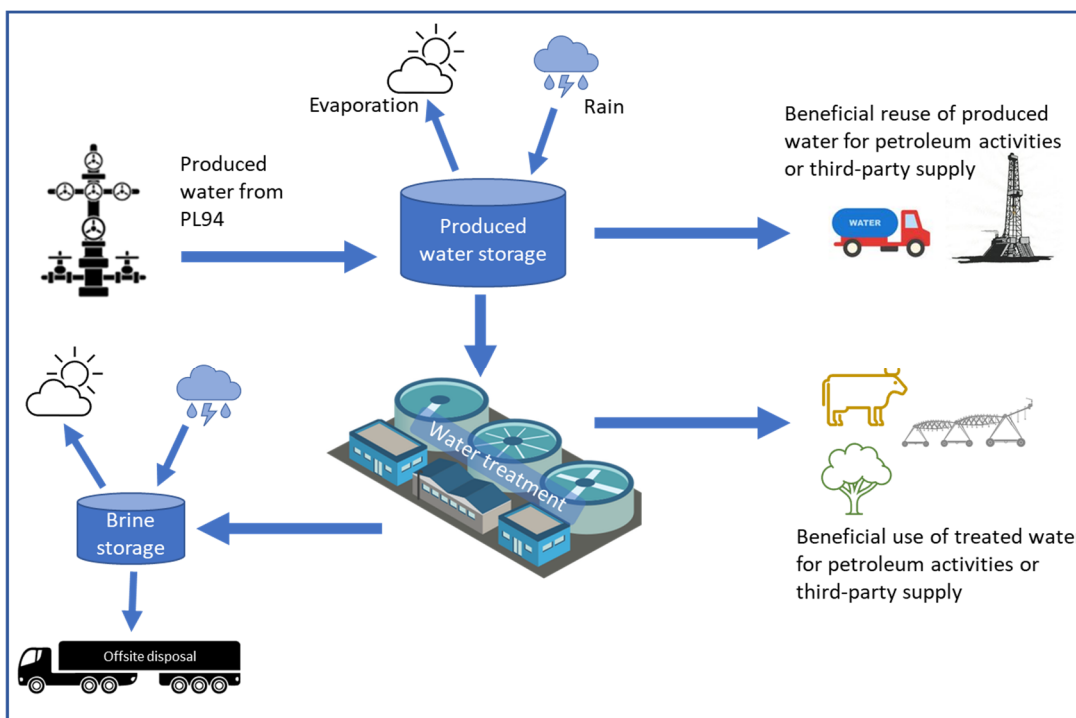 Evaporation
Rain
Produced
water from
PL94
Produced
water storage
Beneficial reuse of produced
water for petroleum activities
or third-party supply
WATER
Water treatment
Brine
storage
Beneficial use of treated water
for petroleum activities or
third-party supply
Offsite disposal